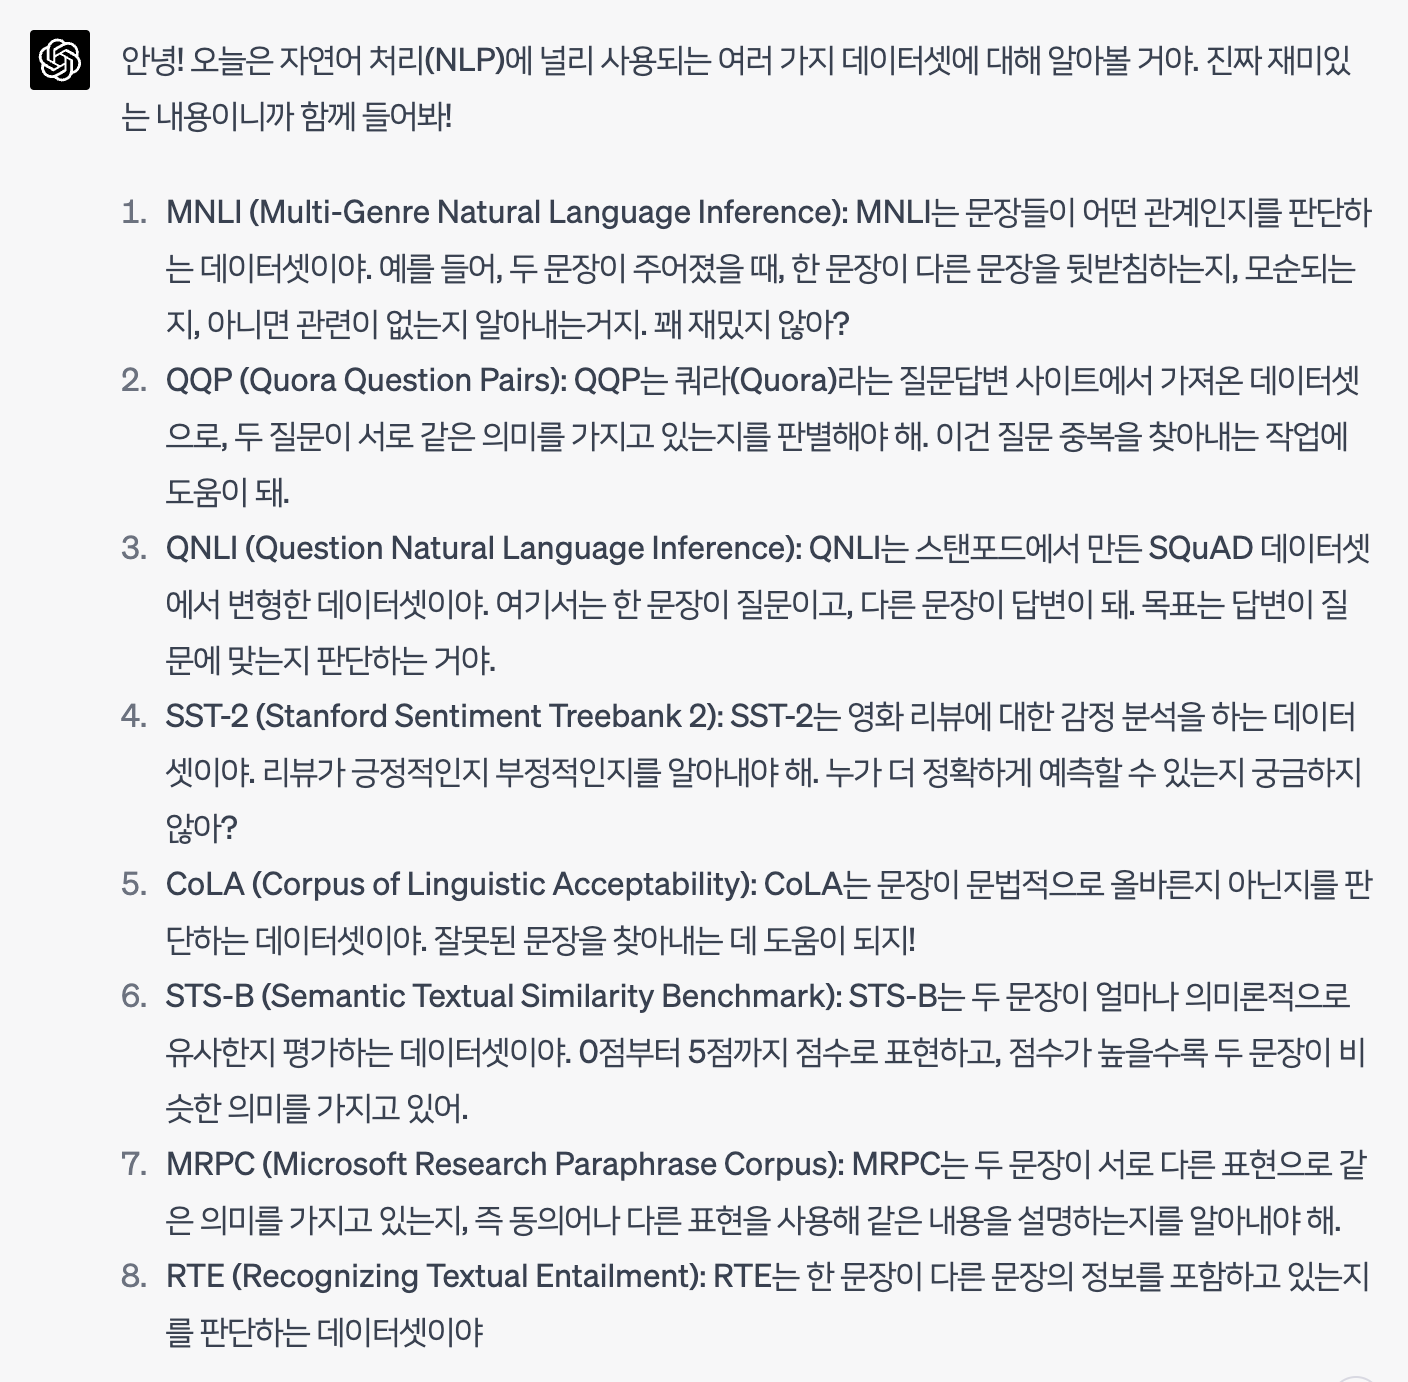 안녕! 오늘은 자연어 처리(NLP)에 널리 사용되는 여러 가지 데이터셋에 대해 알아볼 거야. 진짜 재미있
는 내용이니까 함께 들어봐!
1. MNLI (Multi-Genre Natural Language Inference): MNLI는 문장들이 어떤 관계인지를 판단하
는 데이터셋이야. 예를 들어, 두 문장이 주어졌을 때, 한 문장이 다른 문장을 뒷받침하는지, 모순되는
지, 아니면 관련이 없는지 알아내는거지. 꽤 재밌지 않아?
2. QQP (Quora Question Pairs): QQP는 쿼라(Quora)라는 질문답변 사이트에서 가져온 데이터셋
으로, 두 질문이 서로 같은 의미를 가지고 있는지를 판별해야 해. 이건 질문 중복을 찾아내는 작업에
도움이 돼.
3. QNLI (Question Natural Language Inference): QNLI는 스탠포드에서 만든 SQuAD 데이터셋
에서 변형한 데이터셋이야. 여기서는 한 문장이 질문이고, 다른 문장이 답변이 돼. 목표는 답변이 질
문에 맞는지 판단하는 거야.
4. SST-2 (Stanford Sentiment Treebank 2): SST-2는 영화 리뷰에 대한 감정 분석을 하는 데이터
셋이야. 리뷰가 긍정적인지 부정적인지를 알아내야 해. 누가 더 정확하게 예측할 수 있는지 궁금하지
않아?
5. CoLA (Corpus of Linguistic Acceptability): CoLA는 문장이 문법적으로 올바른지 아닌지를 판
단하는 데이터셋이야. 잘못된 문장을 찾아내는 데 도움이 되지!
6. STS-B (Semantic Textual Similarity Benchmark): STS-B는 두 문장이 얼마나 의미론적으로
유사한지 평가하는 데이터셋이야. 0점부터 5점까지 점수로 표현하고, 점수가 높을수록 두 문장이 비
슷한 의미를 가지고 있어.
7. MRPC (Microsoft Research Paraphrase Corpus): MRPC는 두 문장이 서로 다른 표현으로 같
은 의미를 가지고 있는지, 즉 동의어나 다른 표현을 사용해 같은 내용을 설명하는지를 알아내야 해.
8. RTE (Recognizing Textual Entailment): RTE는 한 문장이 다른 문장의 정보를 포함하고 있는지
를 판단하는 데이터셋이야